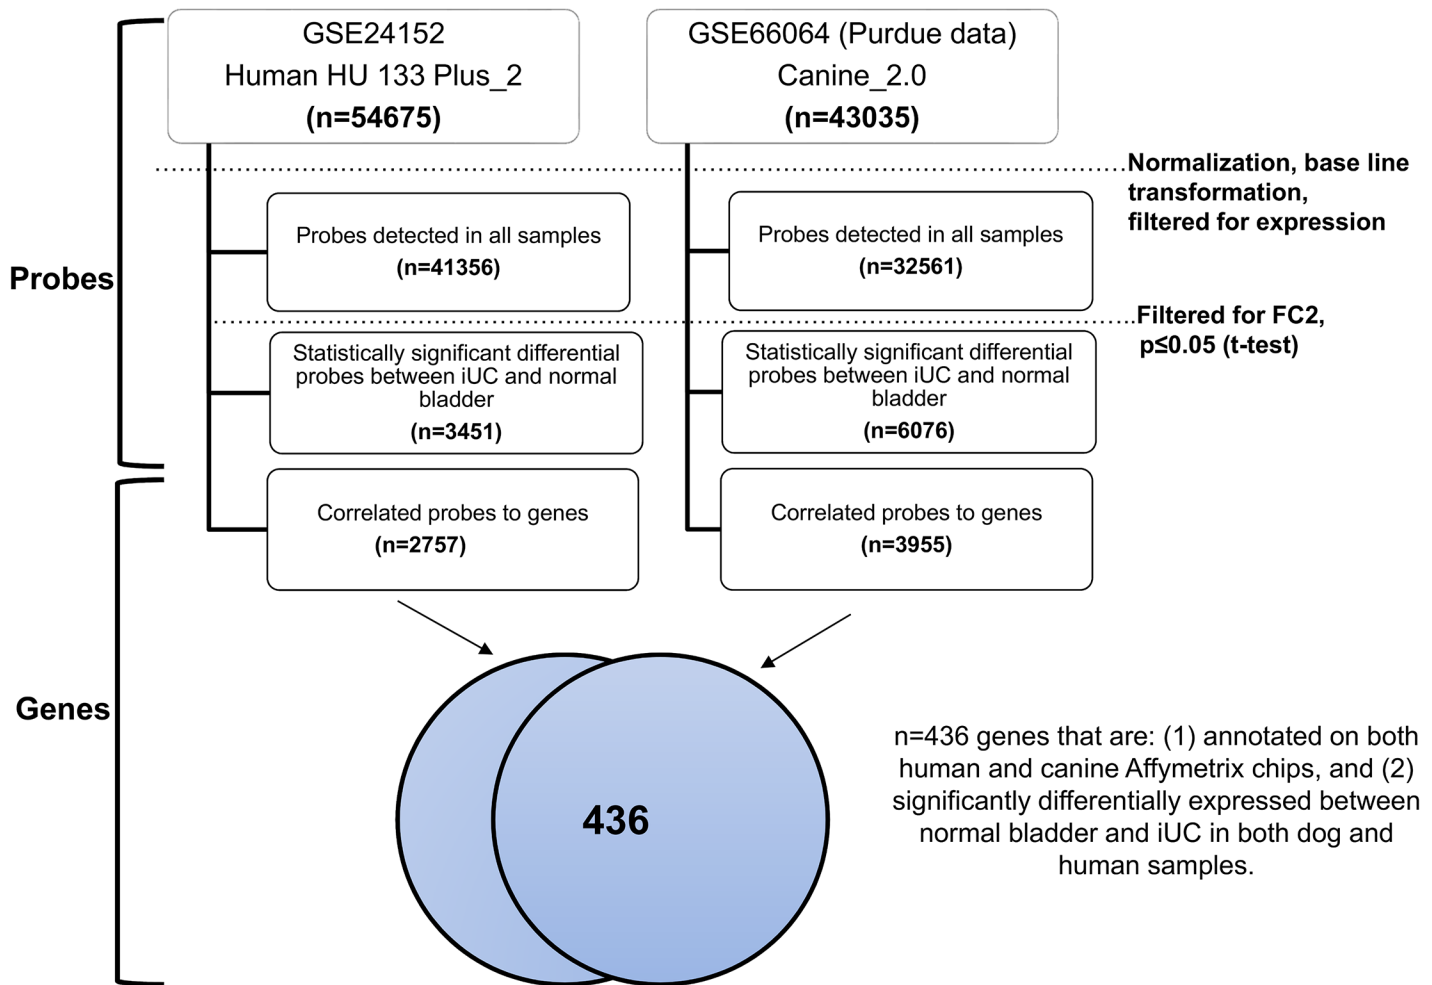 GSE24152
Human HU 133 Plus_2
(n=54675)
GSE66064 (Purdue data)
Canine_2.0
(n=43035)
Normalization, base line
transformation,
filtered for expression
Probes detected in all samples
(n=41356)
Probes detected in all samples
(n=32561)
Probes
Filtered for FC2,
p≤0.05 (t-test)
Statistically significant differential
probes between iUC and normal
bladder
(n=3451)
Statistically significant differential
probes between iUC and normal
bladder
(n=6076)
Correlated probes to genes
(n=2757)
Correlated probes to genes
(n=3955)
Genes
436
n=436 genes that are: (1) annotated on both
human and canine Affymetrix chips, and (2)
significantly differentially expressed between
normal bladder and iUC in both dog and
human samples.